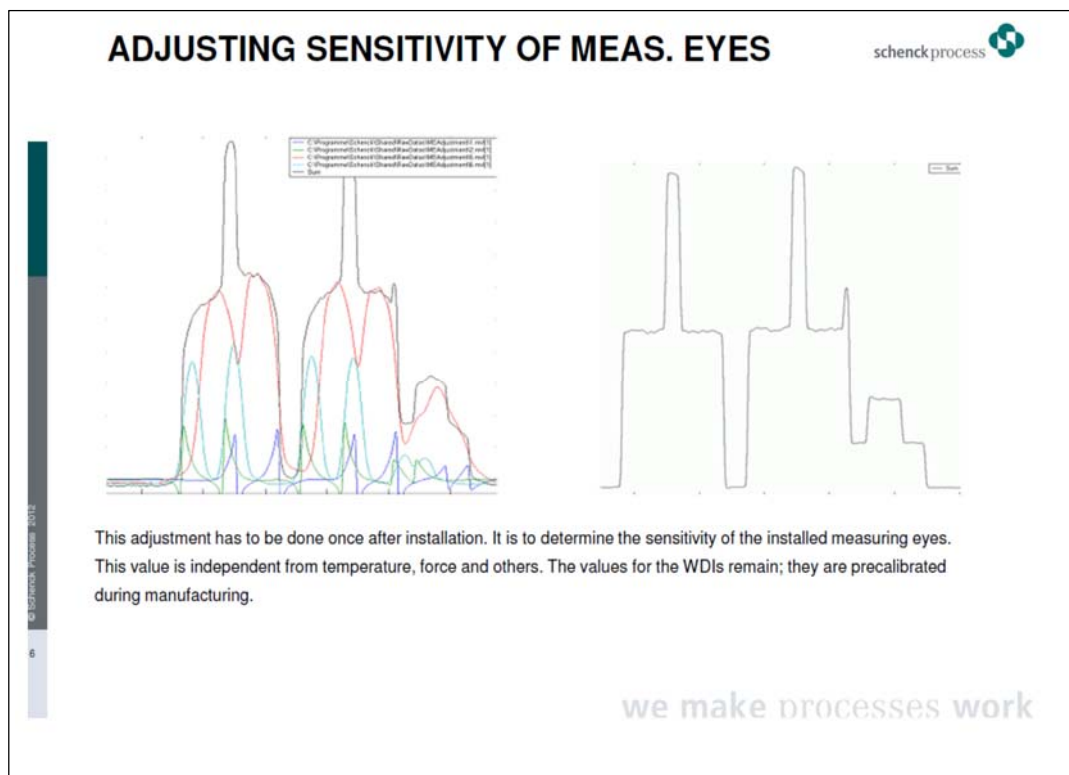 ADJUSTING SENSITIVITY OF MEAS. EYES
schenck process
Sum
Sum
This adjustment has to be done once after installation. It is to determine the sensitivity of the installed measuring eyes.
This value is independent from temperature, force and others. The values for the WDIs remain; they are precalibrated
during manufacturing.
© Schenck Process 2012
6
we make processes work